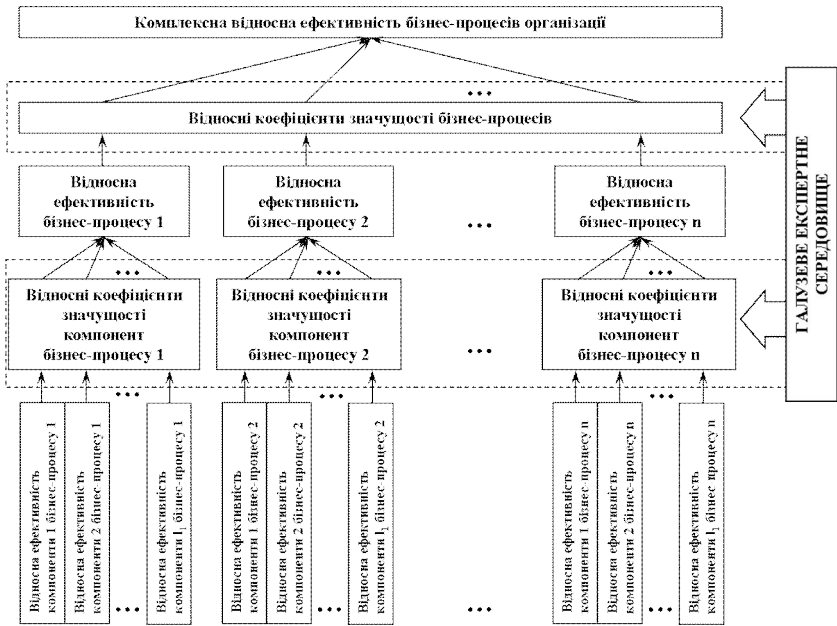 Комплексна відносна ефективність бізнес-процесів організації
...
Відносні коефіцієнти значущості бізнес-процесів
Відносна
ефективність
бізнес-процесу 1
Відносна
ефективність
бізнес-процесу 2
...
Відносна
ефективність
бізнес-процесу n
...
...
...
Відносні коефіцієнти
значущості
компонент
бізнес-процесу 1
Відносні коефіцієнти
значущості
компонент
бізнес-процесу 2
...
Відносні коефіцієнти
значущості
компонент
бізнес-процесу n
ГАЛУЗЕВЕ ЕКСПЕРТНЕ
СЕРЕДОВИЩЕ
...
...
...
...
Відносна ефективність
компоненти 1 бізнес-процесу 1
Відносна ефективність
компоненти 2 бізнес-процесу 1
...
Відносна ефективність
компоненти l₁ бізнес-процесу 1
Відносна ефективність
компоненти 1 бізнес-процесу 2
Відносна ефективність
компоненти 2 бізнес-процесу 2
...
Відносна ефективність
компоненти l₁ бізнес-процесу 2
...
Відносна ефективність
компоненти 1 бізнес-процесу n
Відносна ефективність
компоненти 2 бізнес-процесу n
...
Відносна ефективність
компоненти l₁ бізнес-процесу n